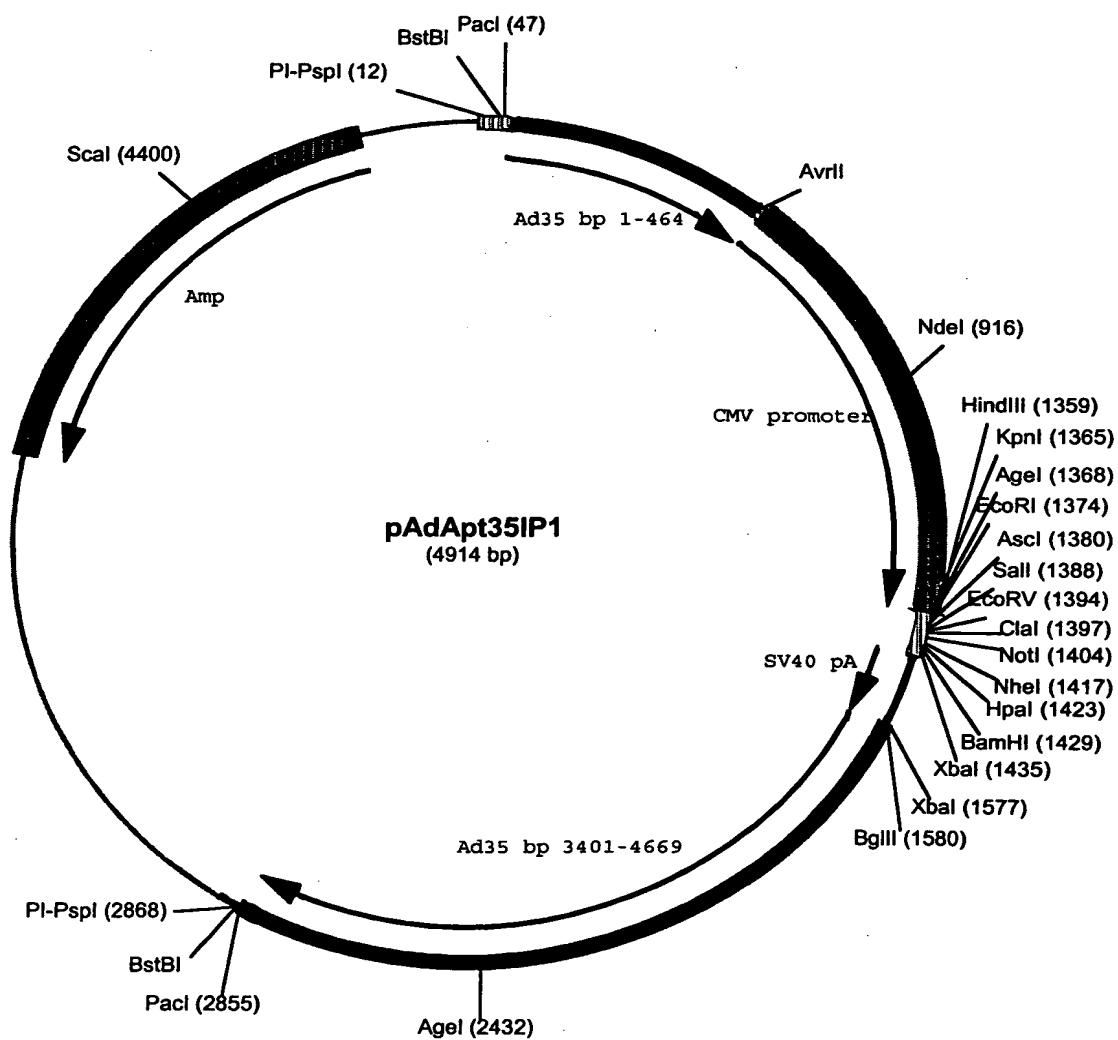 PacI (47)
BstBI
PI-PspI (12)
ScaI (4400)
AvrII
Ad35 bp 1-464
Amp
NdeI (916)
HindIII (1359)
CMV promoter
KpnI (1365)
AgeI (1368)
EcoRI (1374)
pAdApt35IP1
(4914 bp)
AscI (1380)
SalI (1388)
EcoRV (1394)
ClaI (1397)
NotI (1404)
SV40 pA
NheI (1417)
HpaI (1423)
BamHI (1429)
XbaI (1435)
XbaI (1577)
BglII (1580)
Ad35 bp 3401-4669
PI-PspI (2868)
BstBI
PacI (2855)
AgeI (2432)